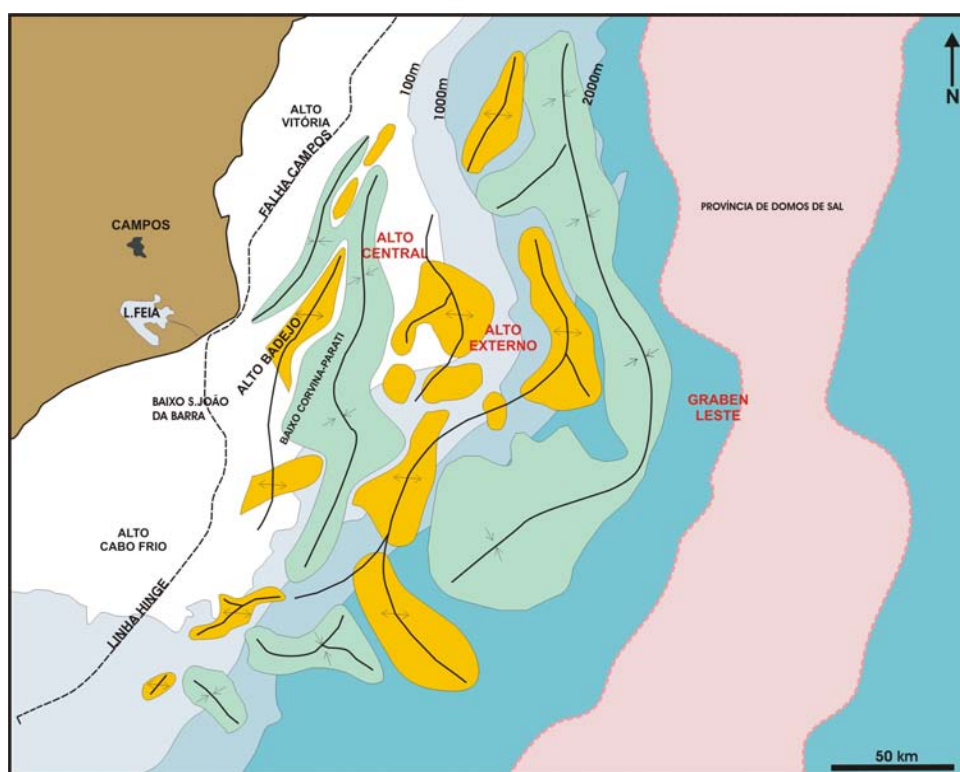 100m
1000m
2000m
N
ALTO
VITÓRIA
FALHA CAMPOS
PROVÍNCIA DE DOMOS DE SAL
CAMPOS
ALTO
CENTRAL
L.FEIA
ALTO
EXTERNO
ALTO BADEJO
BAIXO CORVINA-PARATI
BAIXO S.JOÃO
DA BARRA
GRABEN
LESTE
ALTO
CABO FRIO
LINHA HINGE
50 km